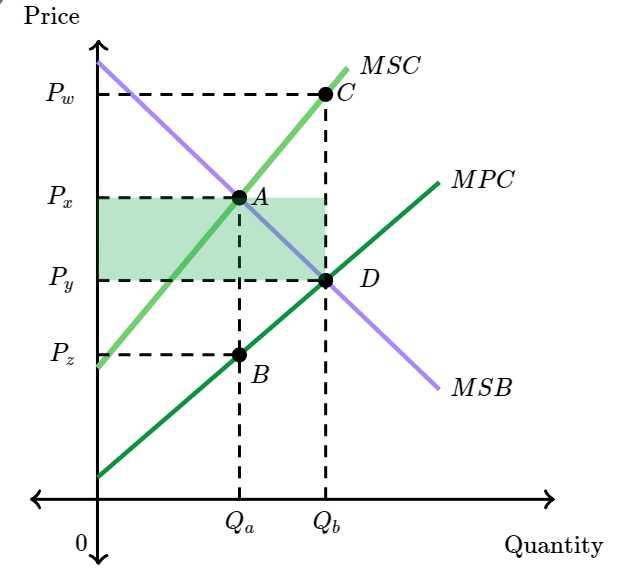 Price
MSC
P_w
C
MPC
P_x
A
P_y
D
P_z
B
MSB
Q_a
Q_b
0
Quantity